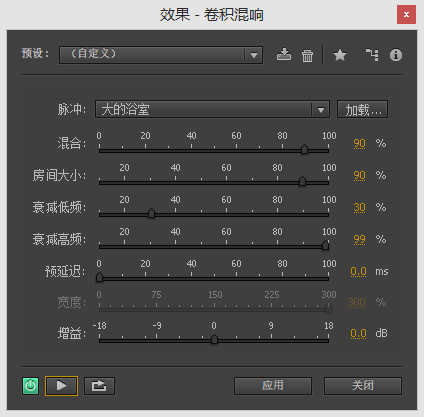 效果 - 卷积混响
x
预设： （自定义）
脉冲： 大的浴室 加载...
0 20 40 60 80 100
混合： 90 %
0 20 40 60 80 100
房间大小： 90 %
0 20 40 60 80 100
衰减低频： 30 %
0 20 40 60 80 100
衰减高频： 99 %
0 20 40 60 80 100
预延迟： 0.0 ms
0 75 150 225 300
宽度： 300 %
-18 -9 0 9 18
增益： 0.0 dB
应用 关闭